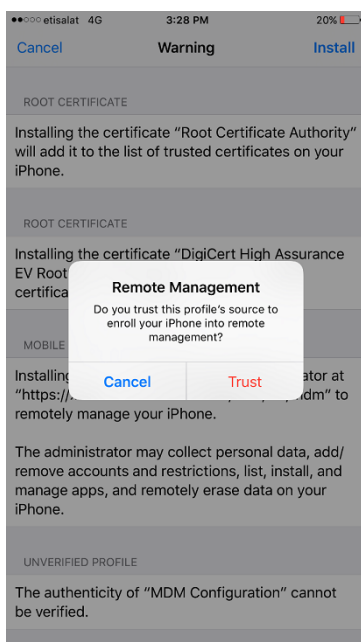 etisalat 4G 3:28 PM 20%
Cancel Warning Install
ROOT CERTIFICATE
Installing the certificate “Root Certificate Authority”
will add it to the list of trusted certificates on your
iPhone.
ROOT CERTIFICATE
Installing the certificate “DigiCert High Assurance
EV Root
certifica
Remote Management
Do you trust this
profile’s source to
enroll your iPhone into remote
management?
Cancel Trust
MOBILE
Installing ator at
“https:/ dm” to
remotely manage your iPhone.
The administrator may collect personal data, add/
remove accounts and restrictions, list, install, and
manage apps, and remotely erase data on your
iPhone.
UNVERIFIED PROFILE
The authenticity of “MDM Configuration” cannot
be verified.